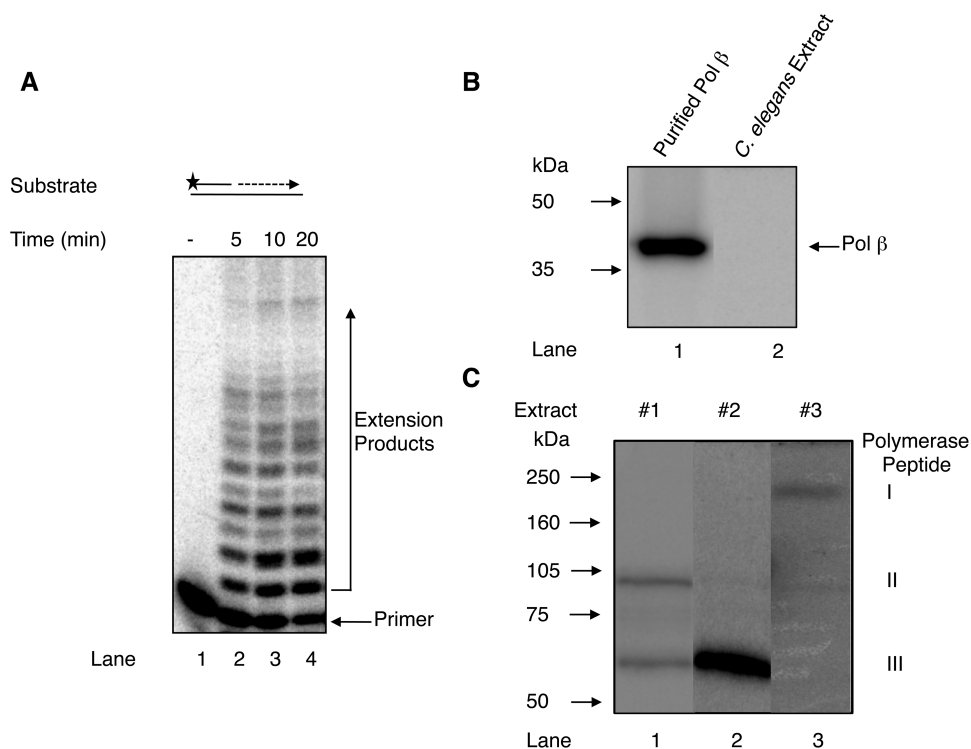 A
Substrate
Time (min) - 5 10 20
Extension
Products
Primer
Lane 1 2 3 4
B
Purified Pol β
C. elegans Extract
kDa
50
Pol β
35
Lane 1 2
C
Extract #1 #2 #3
kDa
Polymerase
Peptide
250
I
160
105
II
75
III
50
Lane 1 2 3